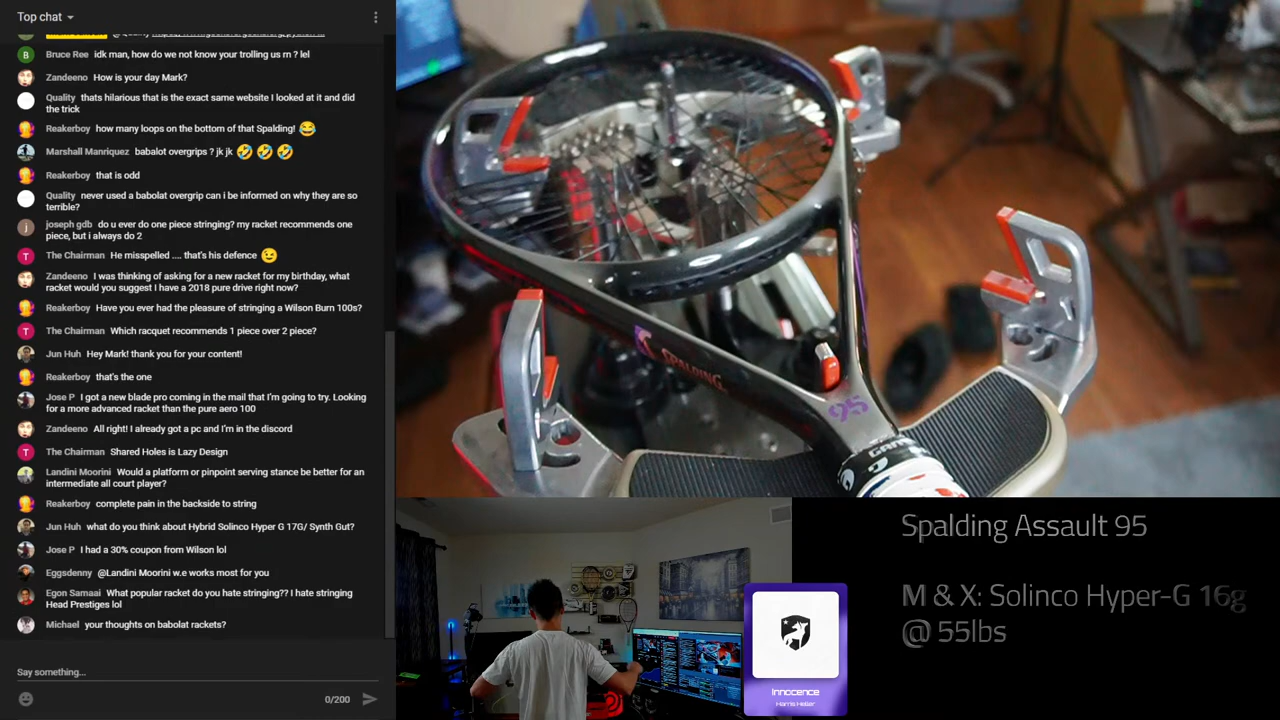 Top chat
Bruce Ree idk man, how do we not know your trolling us rn ? lel
Zandeeno How is your day Mark?
Quality thats hilarious that is the exact same website I looked at it and did
the trick
Reakerboy how many loops on the bottom of that Spalding! 😂
Marshall Manriquez babalot overgrips ? jk jk 🤣 🤣 🤣
Reakerboy that is odd
Quality never used a babolat overgrip can i be informed on why they are so
terrible?
joseph gdb do u ever do one piece stringing? my racket recommends one
piece, but i always do 2
The Chairman He misspelled .... that's his defence 😉
Zandeeno I was thinking of asking for a new racket for my birthday, what
racket would you suggest I have a 2018 pure drive right now?
Reakerboy Have you ever had the pleasure of stringing a Wilson Burn 100s?
The Chairman Which racquet recommends 1 piece over 2 piece?
Jun Huh Hey Mark! thank you for your content!
Reakerboy that's the one
Jose P I got a new blade pro coming in the mail that I'm going to try. Looking
for a more advanced racket than the pure aero 100
Zandeeno All right! I already got a pc and I'm in the discord
The Chairman Shared Holes is Lazy Design
Landini Moorini Would a platform or pinpoint serving stance be better for an
intermediate all court player?
Reakerboy complete pain in the backside to string
Jun Huh what do you think about Hybrid Solinco Hyper G 17G/ Synth Gut?
Jose P I had a 30% coupon from Wilson lol
Eggsdenny @Landini Moorini w.e works most for you
Egon Samaai What popular racket do you hate stringing?? I hate stringing
Head Prestiges lol
Michael your thoughts on babolat rackets?
Say something...
0/200
SPALDING
95
GAMMA
Spalding Assault 95
M & X: Solinco Hyper-G 16g
@ 55lbs
Innocence
Harris Heller